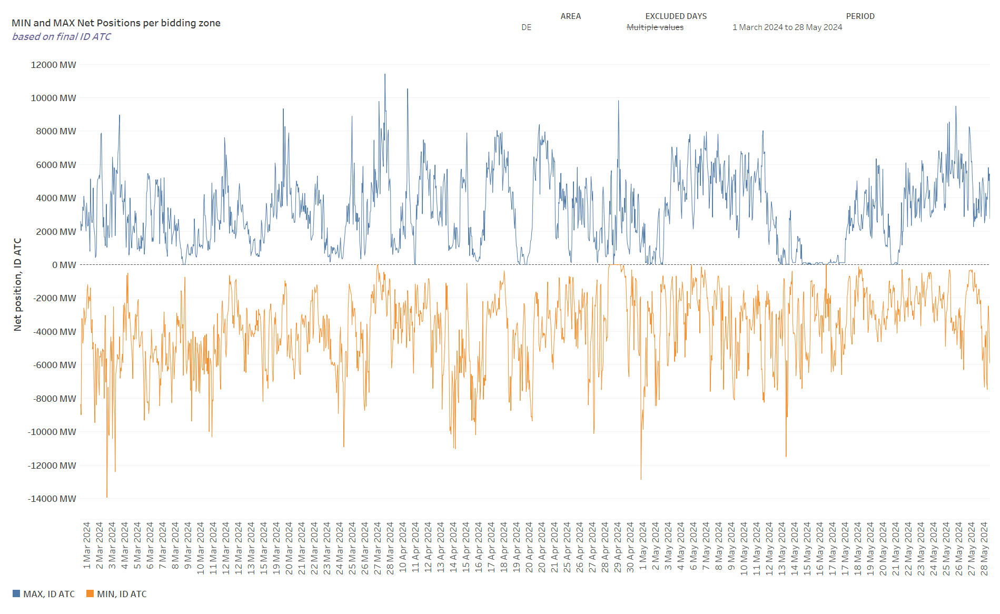 MIN and MAX Net Positions per bidding zone
based on final ID ATC
AREA
DE
EXCLUDED DAYS
Multiple values
PERIOD
1 March 2024 to 28 May 2024
Net position, ID ATC
12000 MW
10000 MW
8000 MW
6000 MW
4000 MW
2000 MW
0 MW
-2000 MW
-4000 MW
-6000 MW
-8000 MW
-10000 MW
-12000 MW
-14000 MW
1 Mar 2024
2 Mar 2024
3 Mar 2024
4 Mar 2024
5 Mar 2024
6 Mar 2024
7 Mar 2024
8 Mar 2024
9 Mar 2024
10 Mar 2024
11 Mar 2024
12 Mar 2024
12 Mar 2024
13 Mar 2024
15 Mar 2024
19 Mar 2024
20 Mar 2024
21 Mar 2024
22 Mar 2024
23 Mar 2024
24 Mar 2024
25 Mar 2024
26 Mar 2024
27 Mar 2024
28 Mar 2024
10 Apr 2024
11 Apr 2024
12 Apr 2024
13 Apr 2024
14 Apr 2024
15 Apr 2024
16 Apr 2024
17 Apr 2024
18 Apr 2024
19 Apr 2024
20 Apr 2024
20 Apr 2024
21 Apr 2024
25 Apr 2024
26 Apr 2024
27 Apr 2024
28 Apr 2024
29 Apr 2024
30 Apr 2024
1 May 2024
2 May 2024
3 May 2024
4 May 2024
6 May 2024
7 May 2024
8 May 2024
9 May 2024
10 May 2024
11 May 2024
12 May 2024
13 May 2024
14 May 2024
15 May 2024
16 May 2024
17 May 2024
17 May 2024
18 May 2024
19 May 2024
20 May 2024
21 May 2024
22 May 2024
23 May 2024
24 May 2024
25 May 2024
26 May 2024
27 May 2024
28 May 2024
MAX, ID ATC
MIN, ID ATC